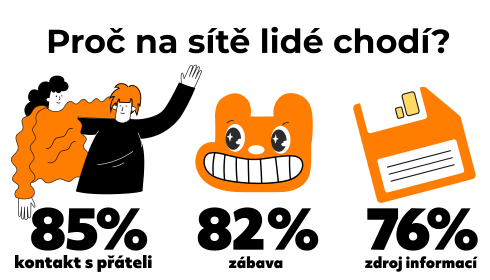 Proč na sítě lidé chodí?
85% 82% 76%
kontakt s přáteli zábava zdroj informací